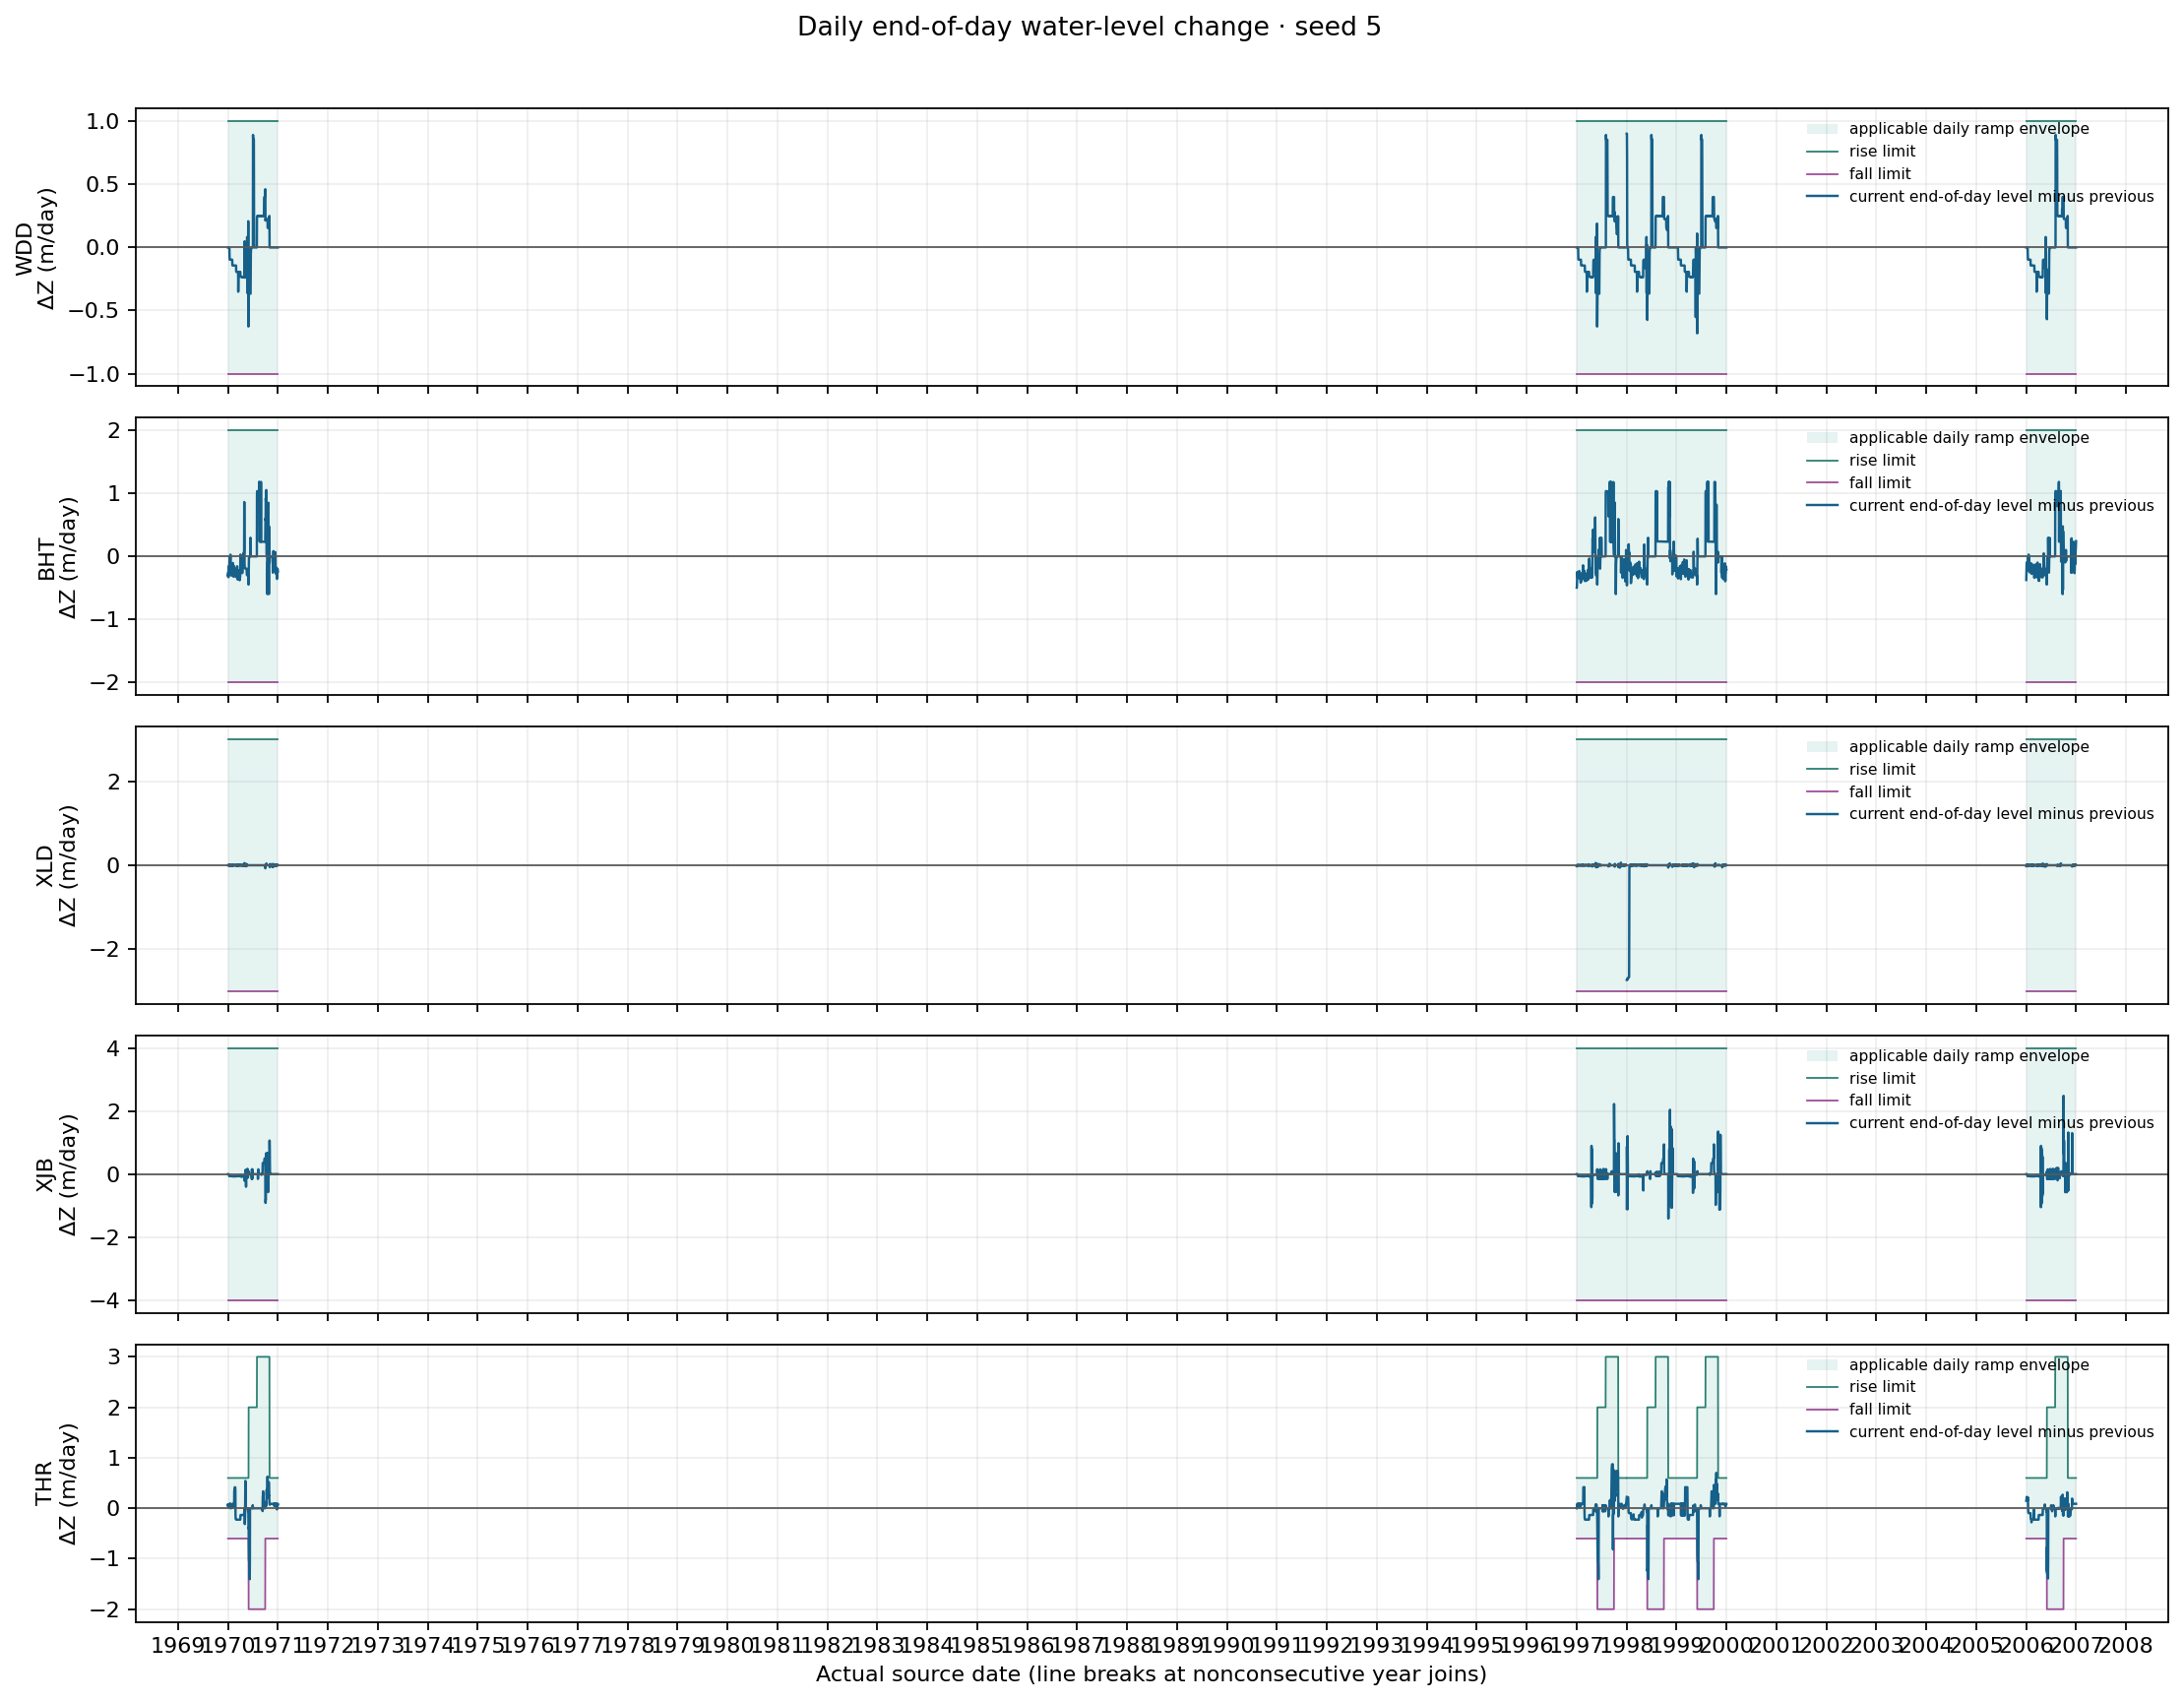 Daily end-of-day water-level change · seed 5
WDD
ΔZ (m/day)
1.0
0.5
0.0
−0.5
−1.0
applicable daily ramp envelope
rise limit
fall limit
current end-of-day level minus previous
BHT
ΔZ (m/day)
2
1
0
−1
−2
applicable daily ramp envelope
rise limit
fall limit
current end-of-day level minus previous
XLD
ΔZ (m/day)
2
0
−2
applicable daily ramp envelope
rise limit
fall limit
current end-of-day level minus previous
XJB
ΔZ (m/day)
4
2
0
−2
−4
applicable daily ramp envelope
rise limit
fall limit
current end-of-day level minus previous
THR
ΔZ (m/day)
3
2
1
0
−1
−2
applicable daily ramp envelope
rise limit
fall limit
current end-of-day level minus previous
1969 1970 1971 1972 1973 1974 1975 1976 1977 1978 1979 1980 1981 1982 1983 1984 1985 1986 1987 1988 1989 1990 1991 1992 1993 1994 1995 1996 1997 1998 1999 2000 2001 2002 2003 2004 2005 2006 2007 2008
Actual source date (line breaks at nonconsecutive year joins)